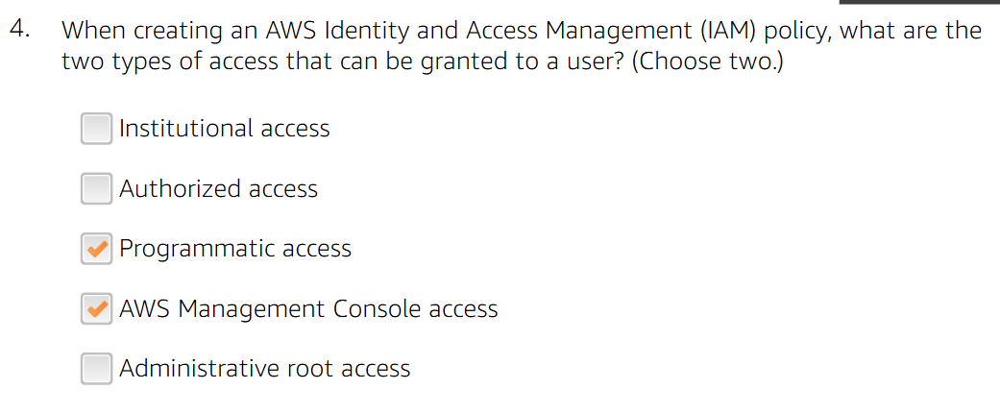 4. When creating an AWS Identity and Access Management (IAM) policy, what are the
two types of access that can be granted to a user? (Choose two.)
Institutional access
Authorized access
Programmatic access
AWS Management Console access
Administrative root access